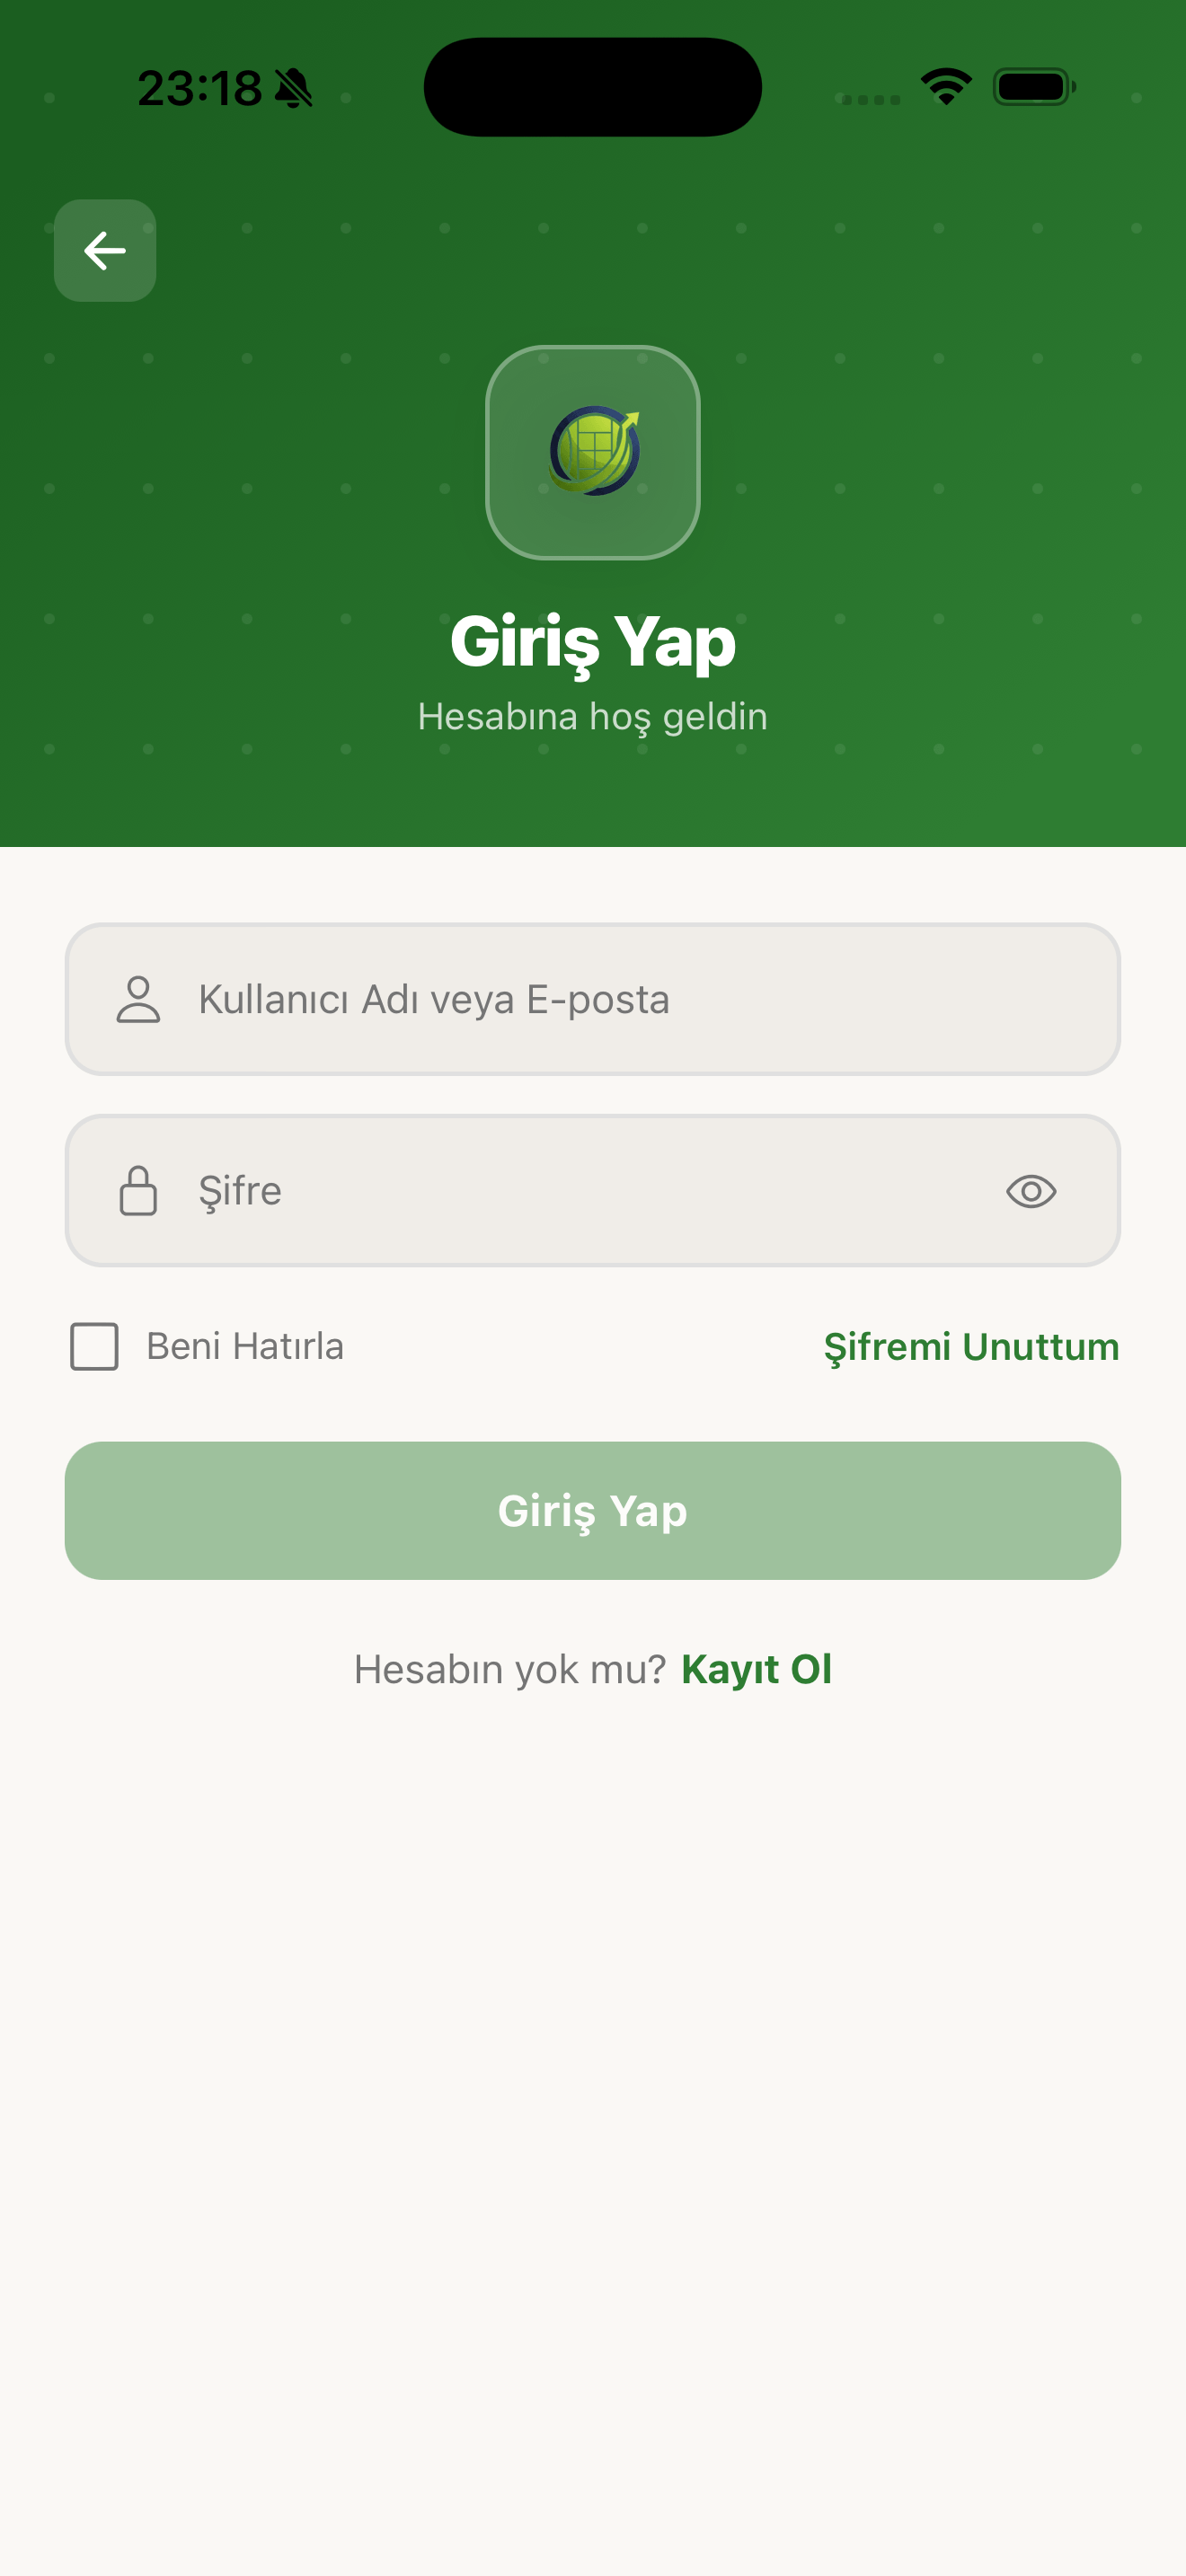 23:18
Giriş Yap
Hesabına hoş geldin
Kullanıcı Adı veya E-posta
Şifre
Beni Hatırla
Şifremi Unuttum
Giriş Yap
Hesabın yok mu? Kayıt Ol